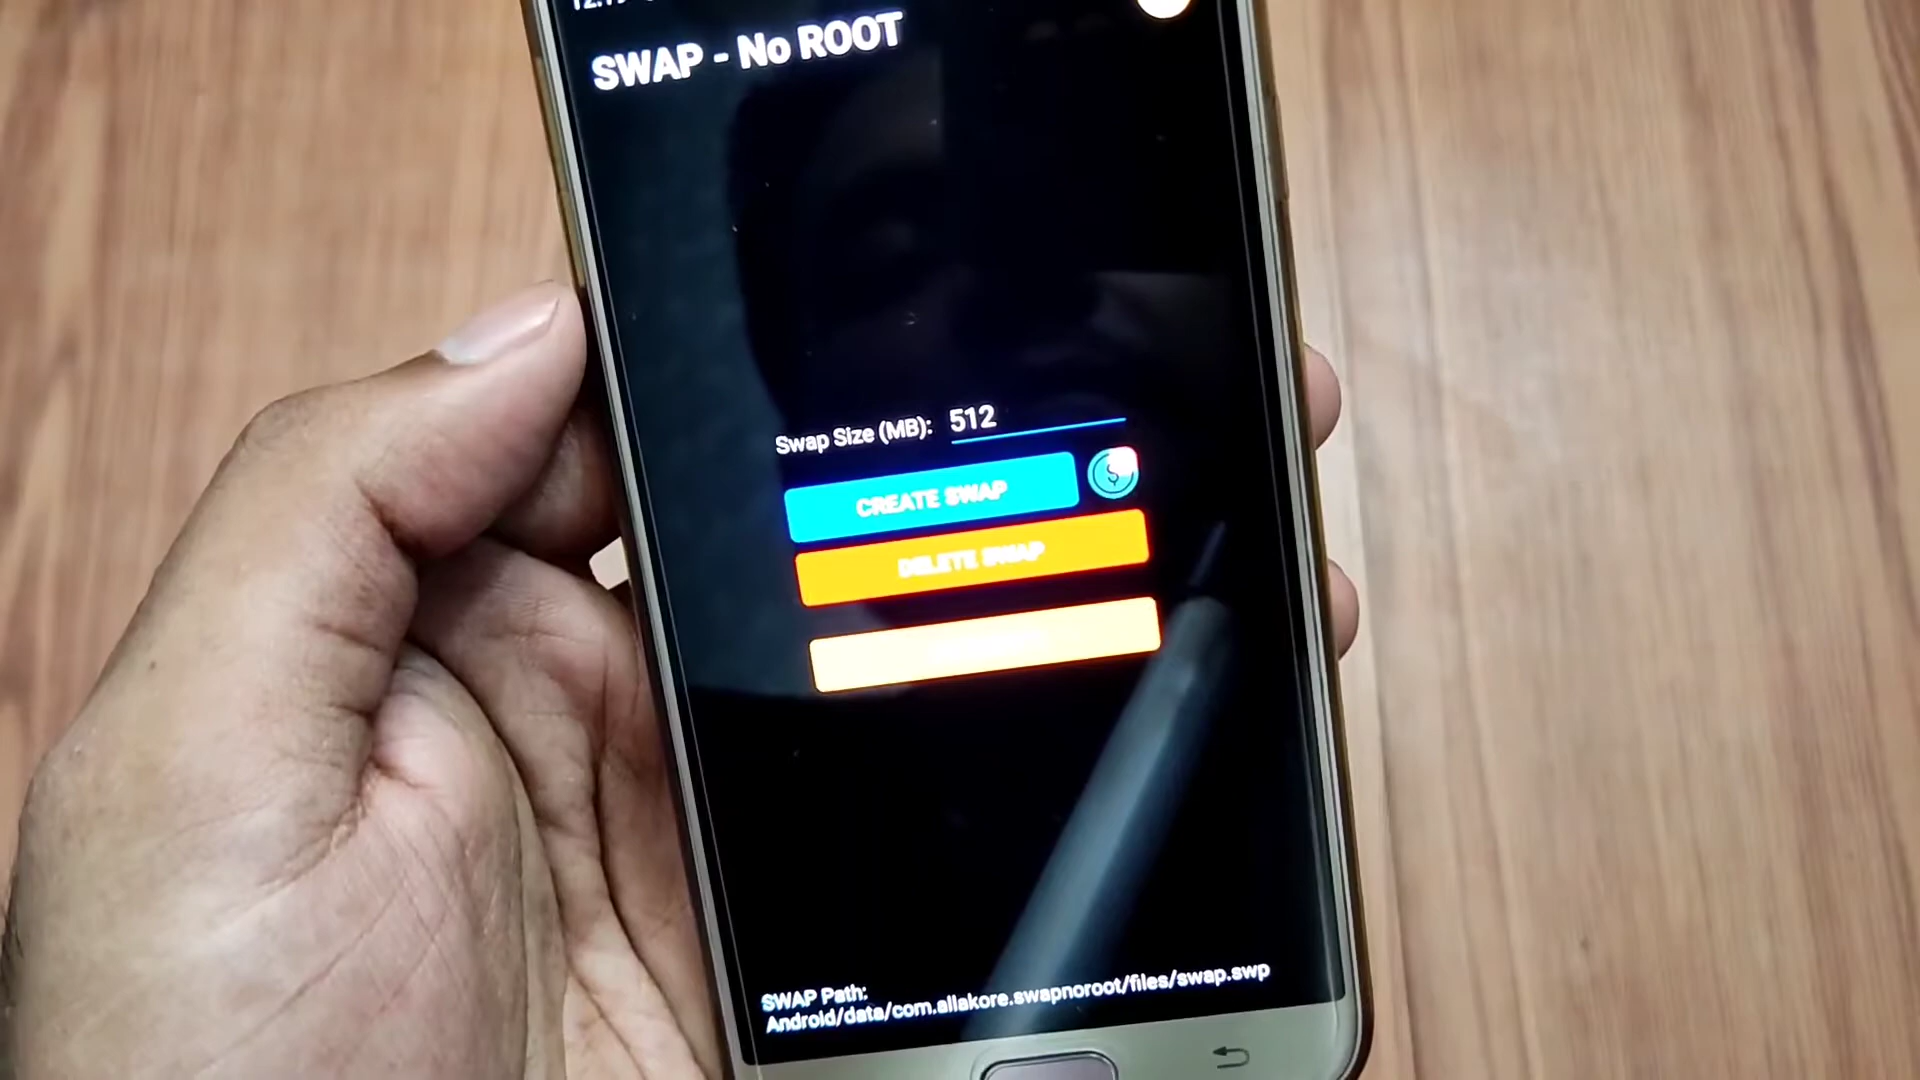 SWAP - No ROOT
Swap Size (MB): 512
CREATE SWAP
DELETE SWAP
SWAP Path:
Android/data/com.allakore.swapnoroot/files/swap.swp